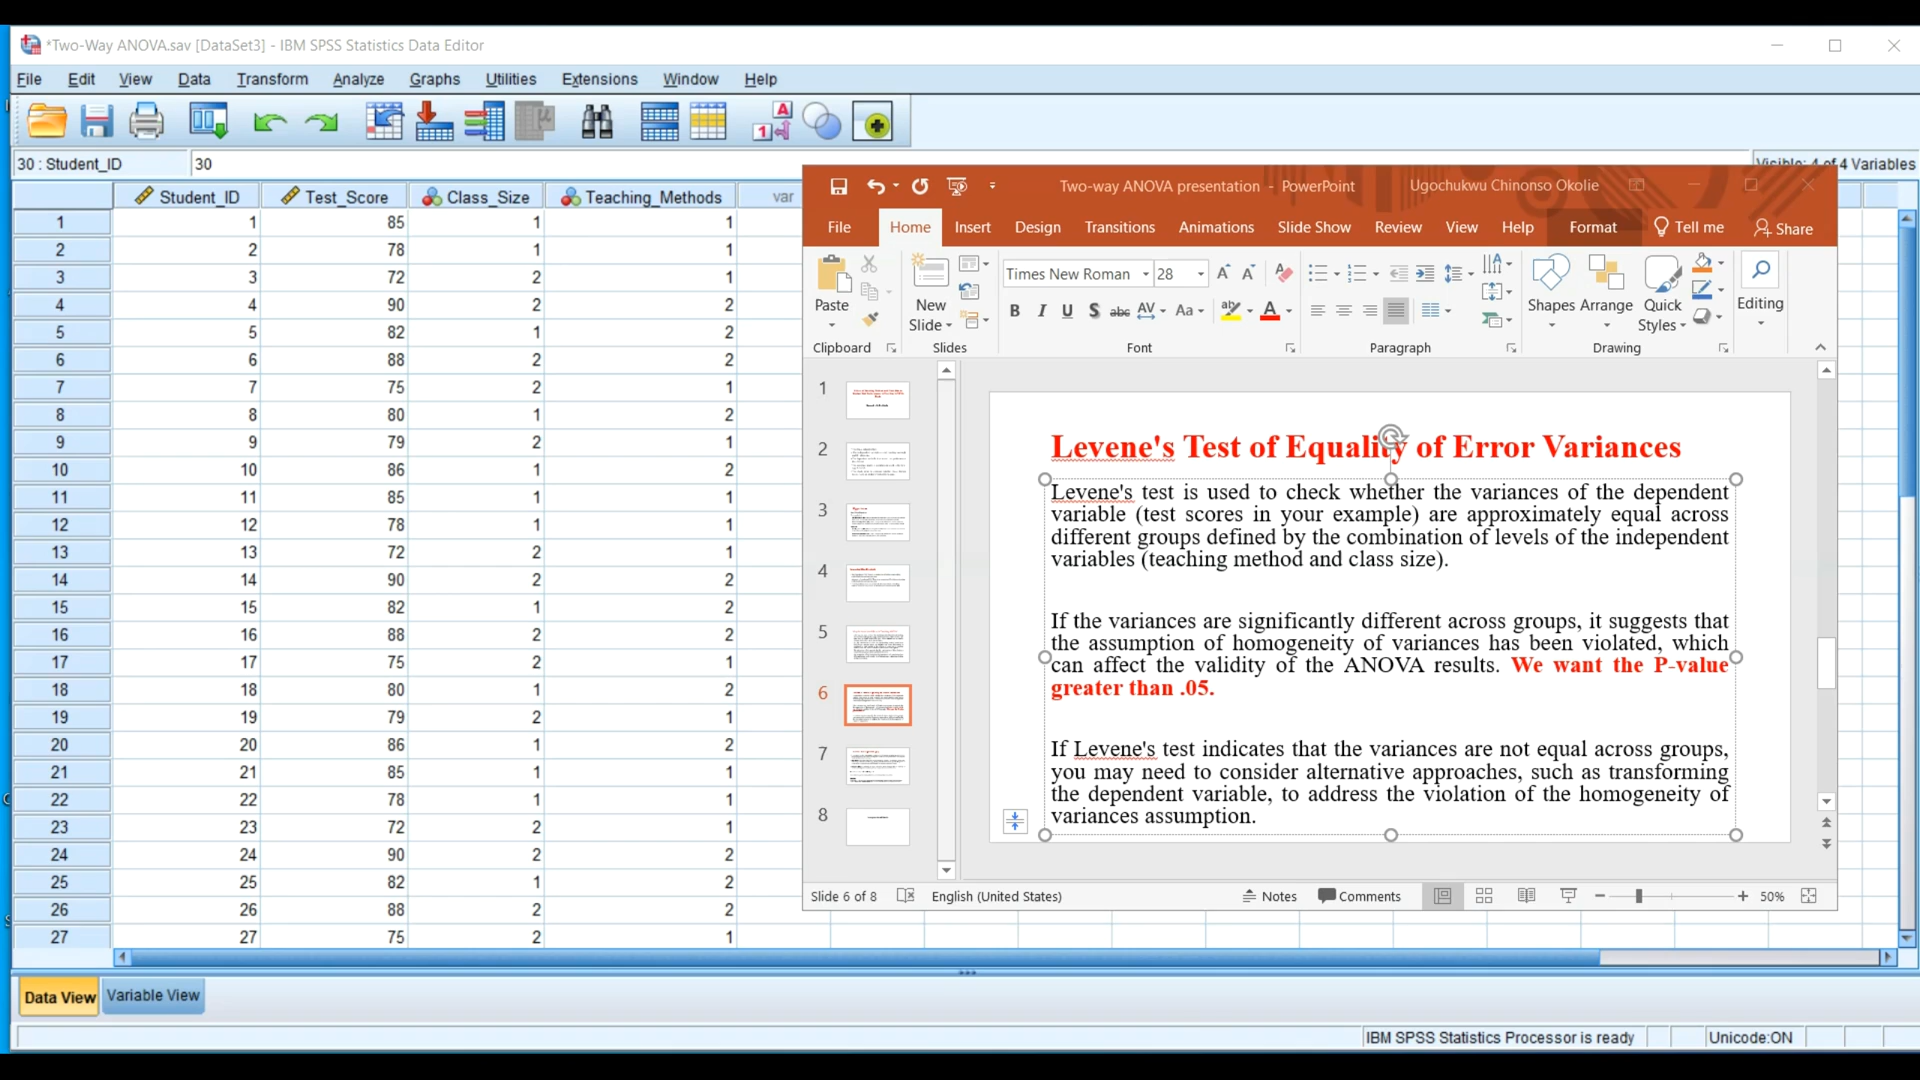 *Two-Way ANOVA.sav [DataSet3] - IBM SPSS Statistics Data Editor
File Edit View Data Transform Analyze Graphs Utilities Extensions Window Help
30 : Student_ID 30
Visible: 4 of 4 Variables
Student_ID Test_Score Class_Size Teaching_Methods var
1 1 85 1 1
2 2 78 1 1
3 3 72 2 1
4 4 90 2 2
5 5 82 1 2
6 6 88 2 2
7 7 75 2 1
8 8 80 1 2
9 9 79 2 1
10 10 86 1 2
11 11 85 1 1
12 12 78 1 1
13 13 72 2 1
14 14 90 2 2
15 15 82 1 2
16 16 88 2 2
17 17 75 2 1
18 18 80 1 2
19 19 79 2 1
20 20 86 1 2
21 21 85 1 1
22 22 78 1 1
23 23 72 2 1
24 24 90 2 2
25 25 82 1 2
26 26 88 2 2
27 27 75 2 1
Data View Variable View
IBM SPSS Statistics Processor is ready Unicode:ON
Two-way ANOVA presentation - PowerPoint Ugochukwu Chinonso Okolie
File Home Insert Design Transitions Animations Slide Show Review View Help Format Tell me Share
Times New Roman 28
Paste New Slide Shapes Arrange Quick Styles Editing
B I U S abc AV Aa A
Clipboard Slides Font Paragraph Drawing
1
2
3
4
5
6
7
8
Levene's Test of Equality of Error Variances
Levene's test is used to check whether the variances of the dependent
variable (test scores in your example) are approximately equal across
different groups defined by the combination of levels of the independent
variables (teaching method and class size).
If the variances are significantly different across groups, it suggests that
the assumption of homogeneity of variances has been violated, which
can affect the validity of the ANOVA results. We want the P-value
greater than .05.
If Levene's test indicates that the variances are not equal across groups,
you may need to consider alternative approaches, such as transforming
the dependent variable, to address the violation of the homogeneity of
variances assumption.
Slide 6 of 8 English (United States) Notes Comments 50%